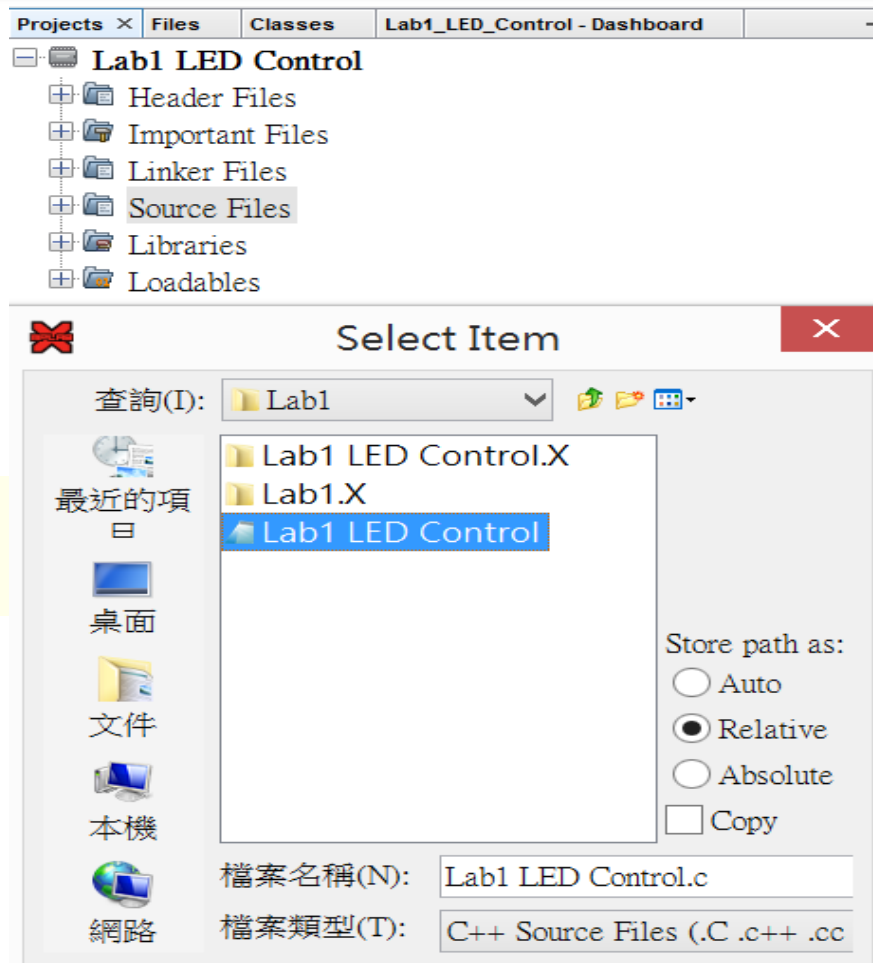 Projects × Files Classes Lab1_LED_Control - Dashboard
Lab1 LED Control
Header Files
Important Files
Linker Files
Source Files
Libraries
Loadables
Select Item
查詢(I): Lab1
Lab1 LED Control.X
Lab1.X
Lab1 LED Control
最近的項
目
桌面
文件
本機
網路
Store path as:
Auto
Relative
Absolute
Copy
檔案名稱(N): Lab1 LED Control.c
檔案類型(T): C++ Source Files (.C .c++ .cc